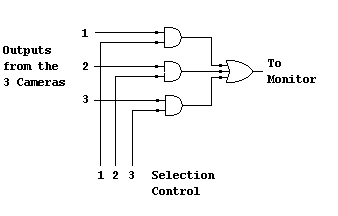 1
Outputs
from the
3 Cameras
2
3
To
Monitor
1 2 3 Selection
Control